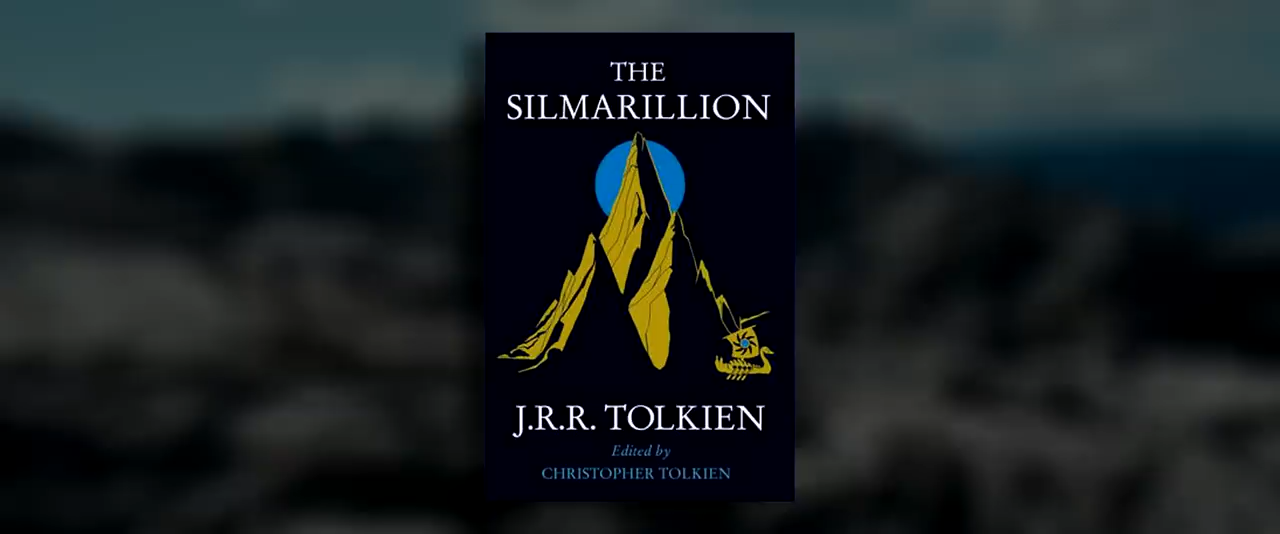 THE
SILMARILLION
J.R.R. TOLKIEN
Edited by
CHRISTOPHER TOLKIEN